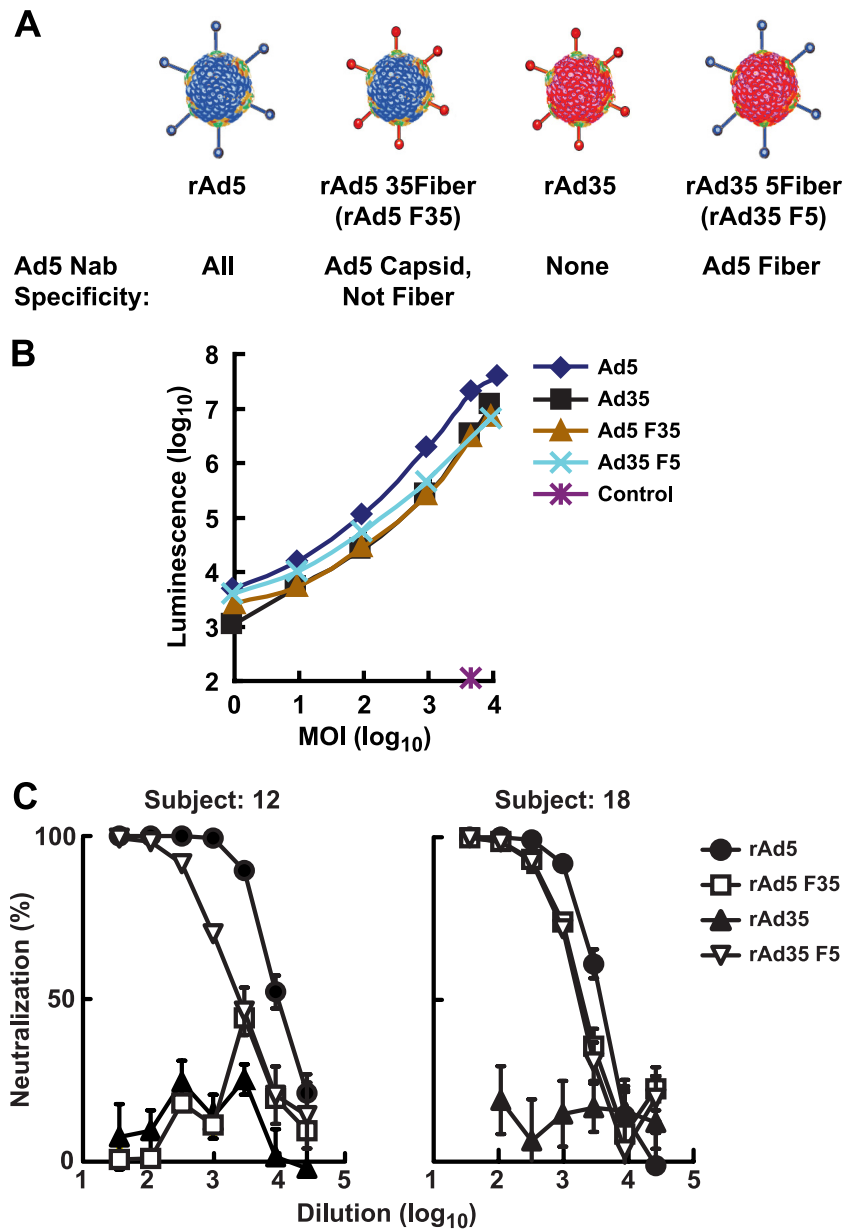 A
rAd5
rAd5 35Fiber
(rAd5 F35)
rAd35
rAd35 5Fiber
(rAd35 F5)
Ad5 Nab
Specificity:
All
Ad5 Capsid,
Not Fiber
None
Ad5 Fiber
B
Luminescence (log10)
8
7
6
5
4
3
2
0
1
2
3
4
MOI (log10)
Ad5
Ad35
Ad5 F35
Ad35 F5
Control
C
Subject: 12
Subject: 18
Neutralization (%)
100
50
0
1
2
3
4
5
1
2
3
4
5
Dilution (log10)
rAd5
rAd5 F35
rAd35
rAd35 F5